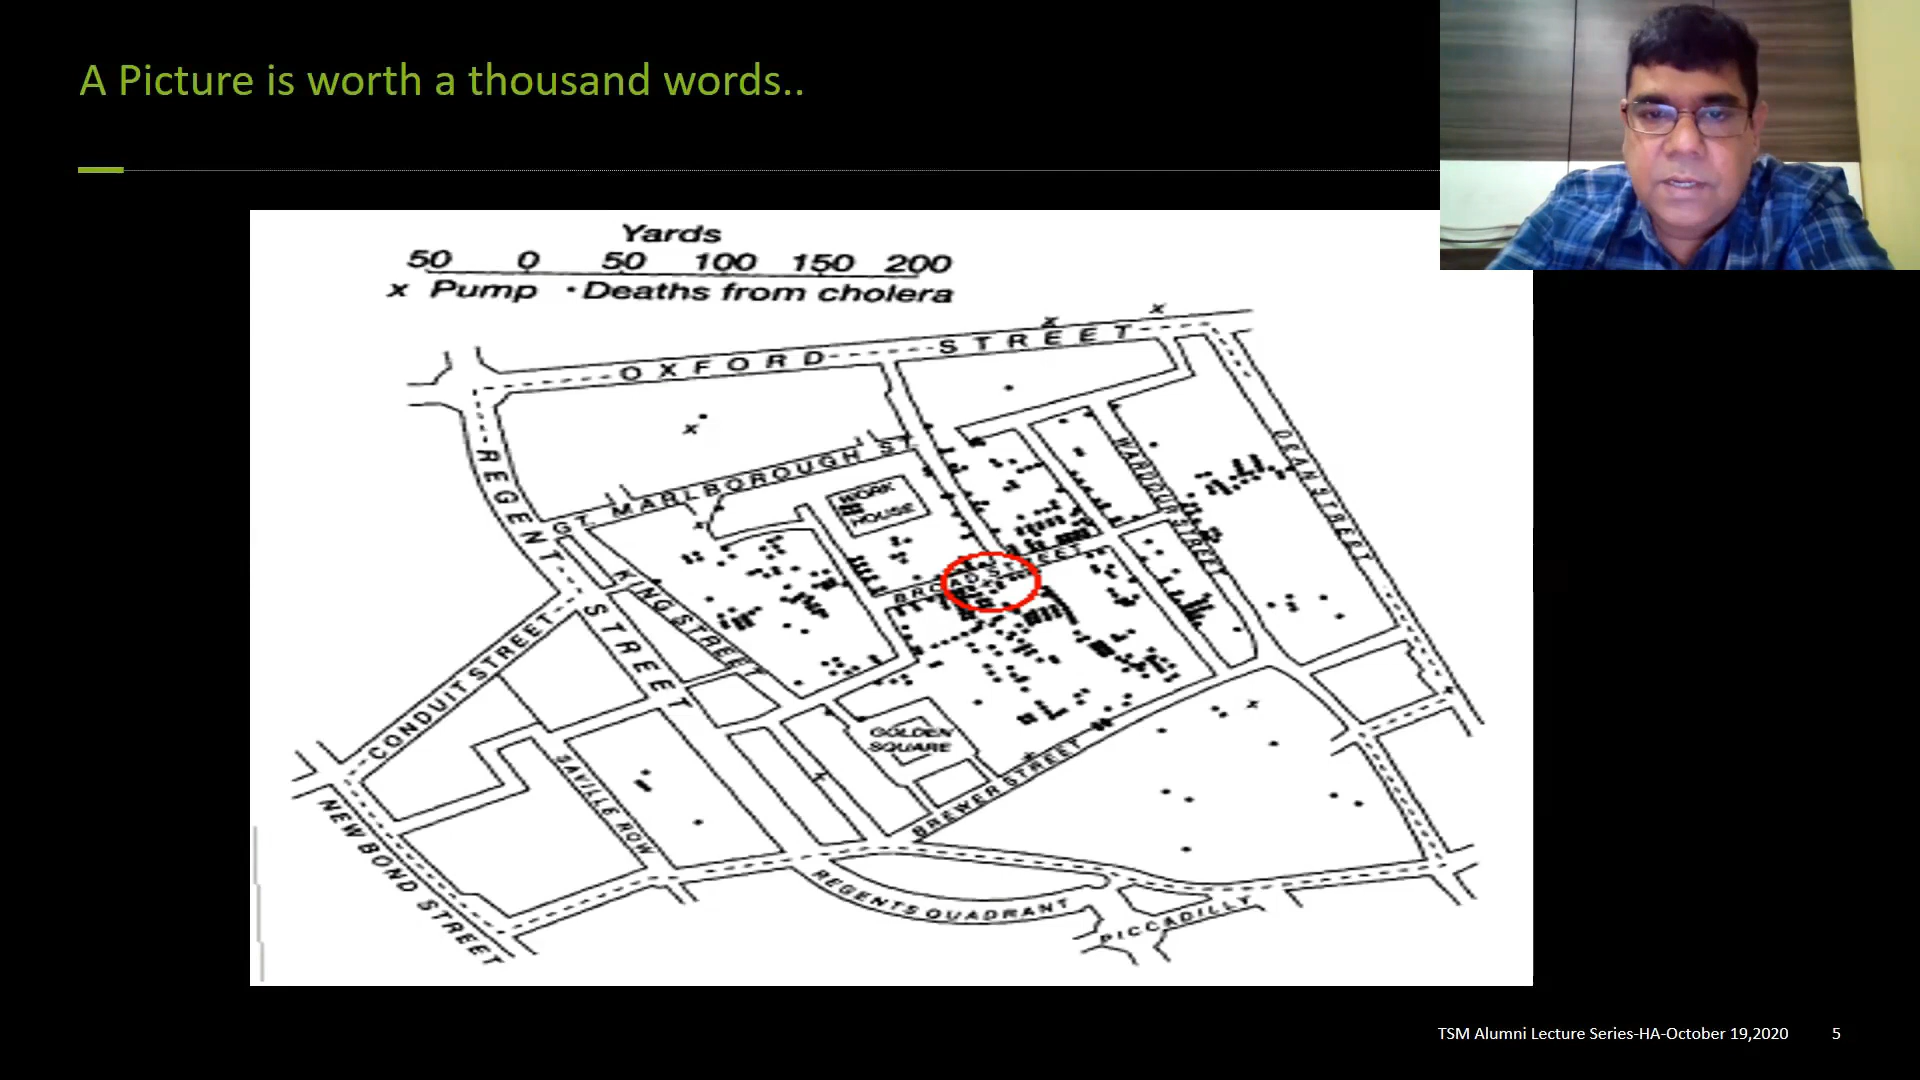 A Picture is worth a thousand words..
Yards
50 0 50 100 150 200
x Pump •Deaths from cholera
OXFORD STREET
REGENT STREET
GT. MARLBOROUGH ST.
WORK
HOUSE
WARDOUR STREET
DEAN STREET
KING STREET
BROAD STREET
CONDUIT STREET
GOLDEN
SQUARE
SAVILLE ROW
BREWER STREET
NEW BOND STREET
REGENTS QUADRANT
PICCADILLY
TSM Alumni Lecture Series-HA-October 19,2020 5